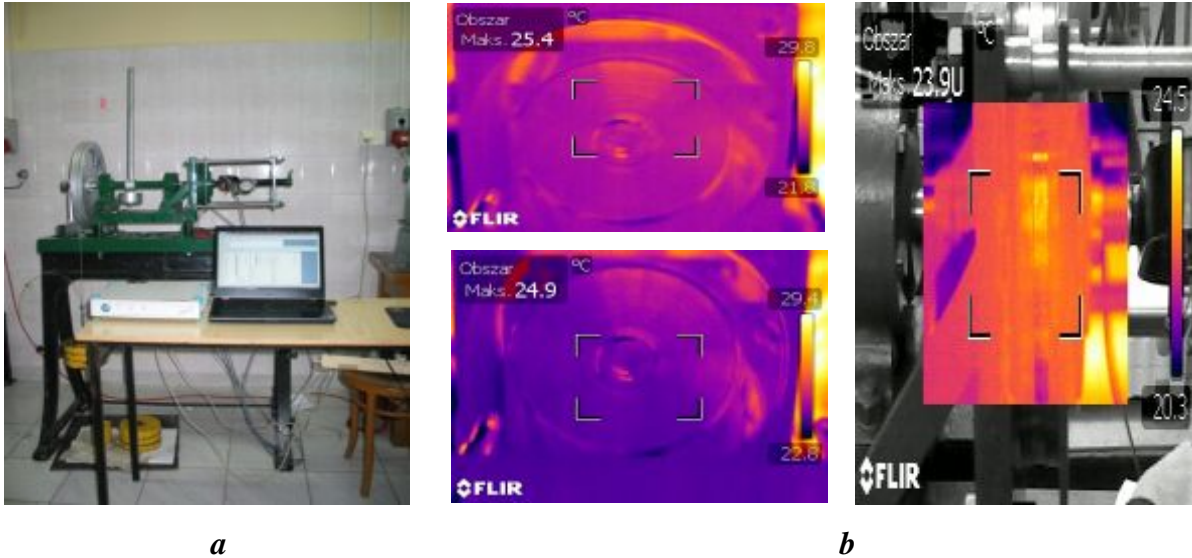 Obszar °C
Maks. 25.4
29.8
21.8
FLIR
Obszar °C
Maks. 24.9
29.4
22.8
FLIR
Obszar °C
Maks. 23.9U
24.5
20.3
FLIR
a
b